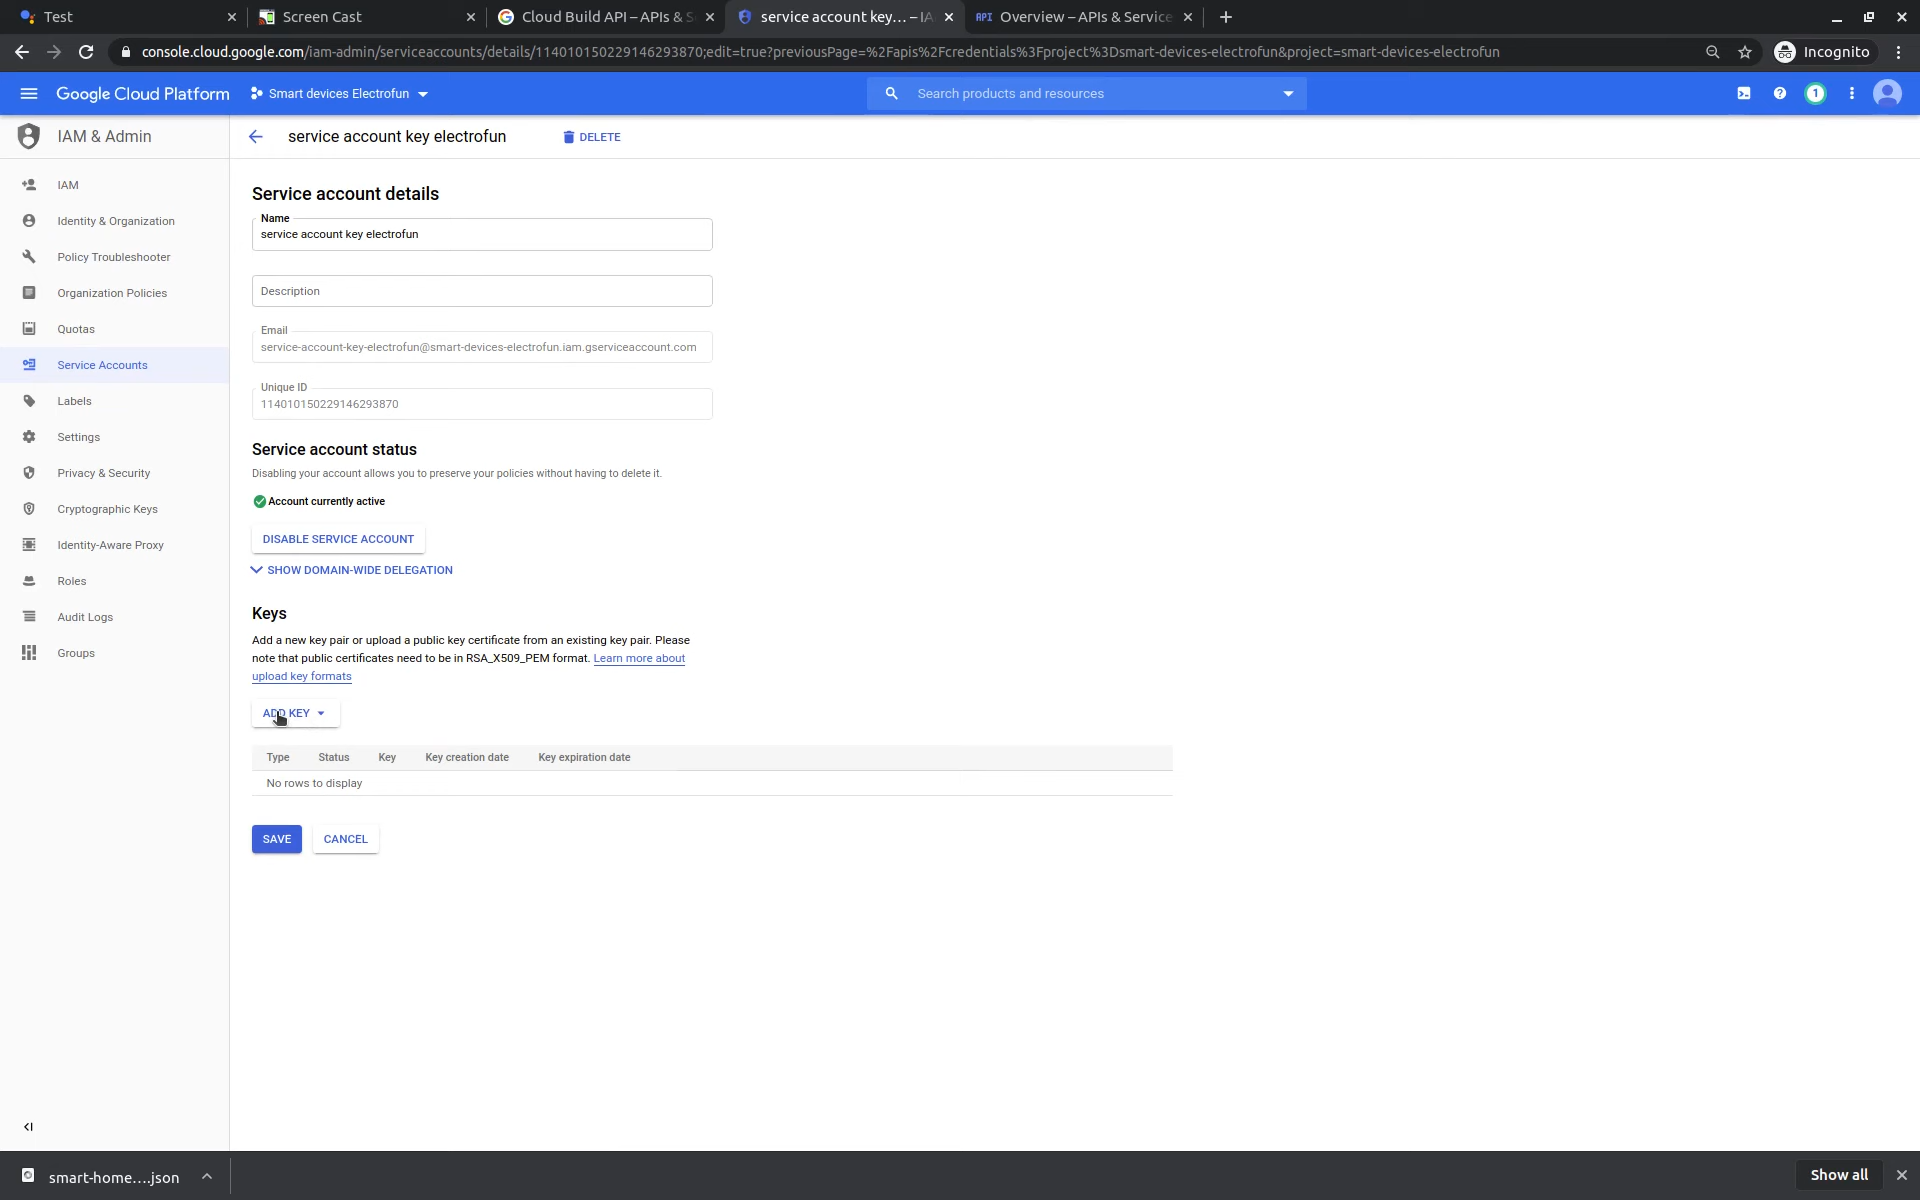 Test
Screen Cast
Cloud Build API – APIs & S
service account key… – IA
API Overview – APIs & Service
console.cloud.google.com/iam-admin/serviceaccounts/details/114010150229146293870;edit=true?previousPage=%2Fapis%2Fcredentials%3Fproject%3Dsmart-devices-electrofun&project=smart-devices-electrofun
Incognito
Google Cloud Platform
Smart devices Electrofun
Search products and resources
1
IAM & Admin
service account key electrofun
DELETE
IAM
Identity & Organization
Policy Troubleshooter
Organization Policies
Quotas
Service Accounts
Labels
Settings
Privacy & Security
Cryptographic Keys
Identity-Aware Proxy
Roles
Audit Logs
Groups
Service account details
Name
service account key electrofun
Description
Email
service-account-key-electrofun@smart-devices-electrofun.iam.gserviceaccount.com
Unique ID
114010150229146293870
Service account status
Disabling your account allows you to preserve your policies without having to delete it.
Account currently active
DISABLE SERVICE ACCOUNT
SHOW DOMAIN-WIDE DELEGATION
Keys
Add a new key pair or upload a public key certificate from an existing key pair. Please
note that public certificates need to be in RSA_X509_PEM format. Learn more about
upload key formats
ADD KEY
Type Status Key Key creation date Key expiration date
No rows to display
SAVE CANCEL
smart-home....json
Show all